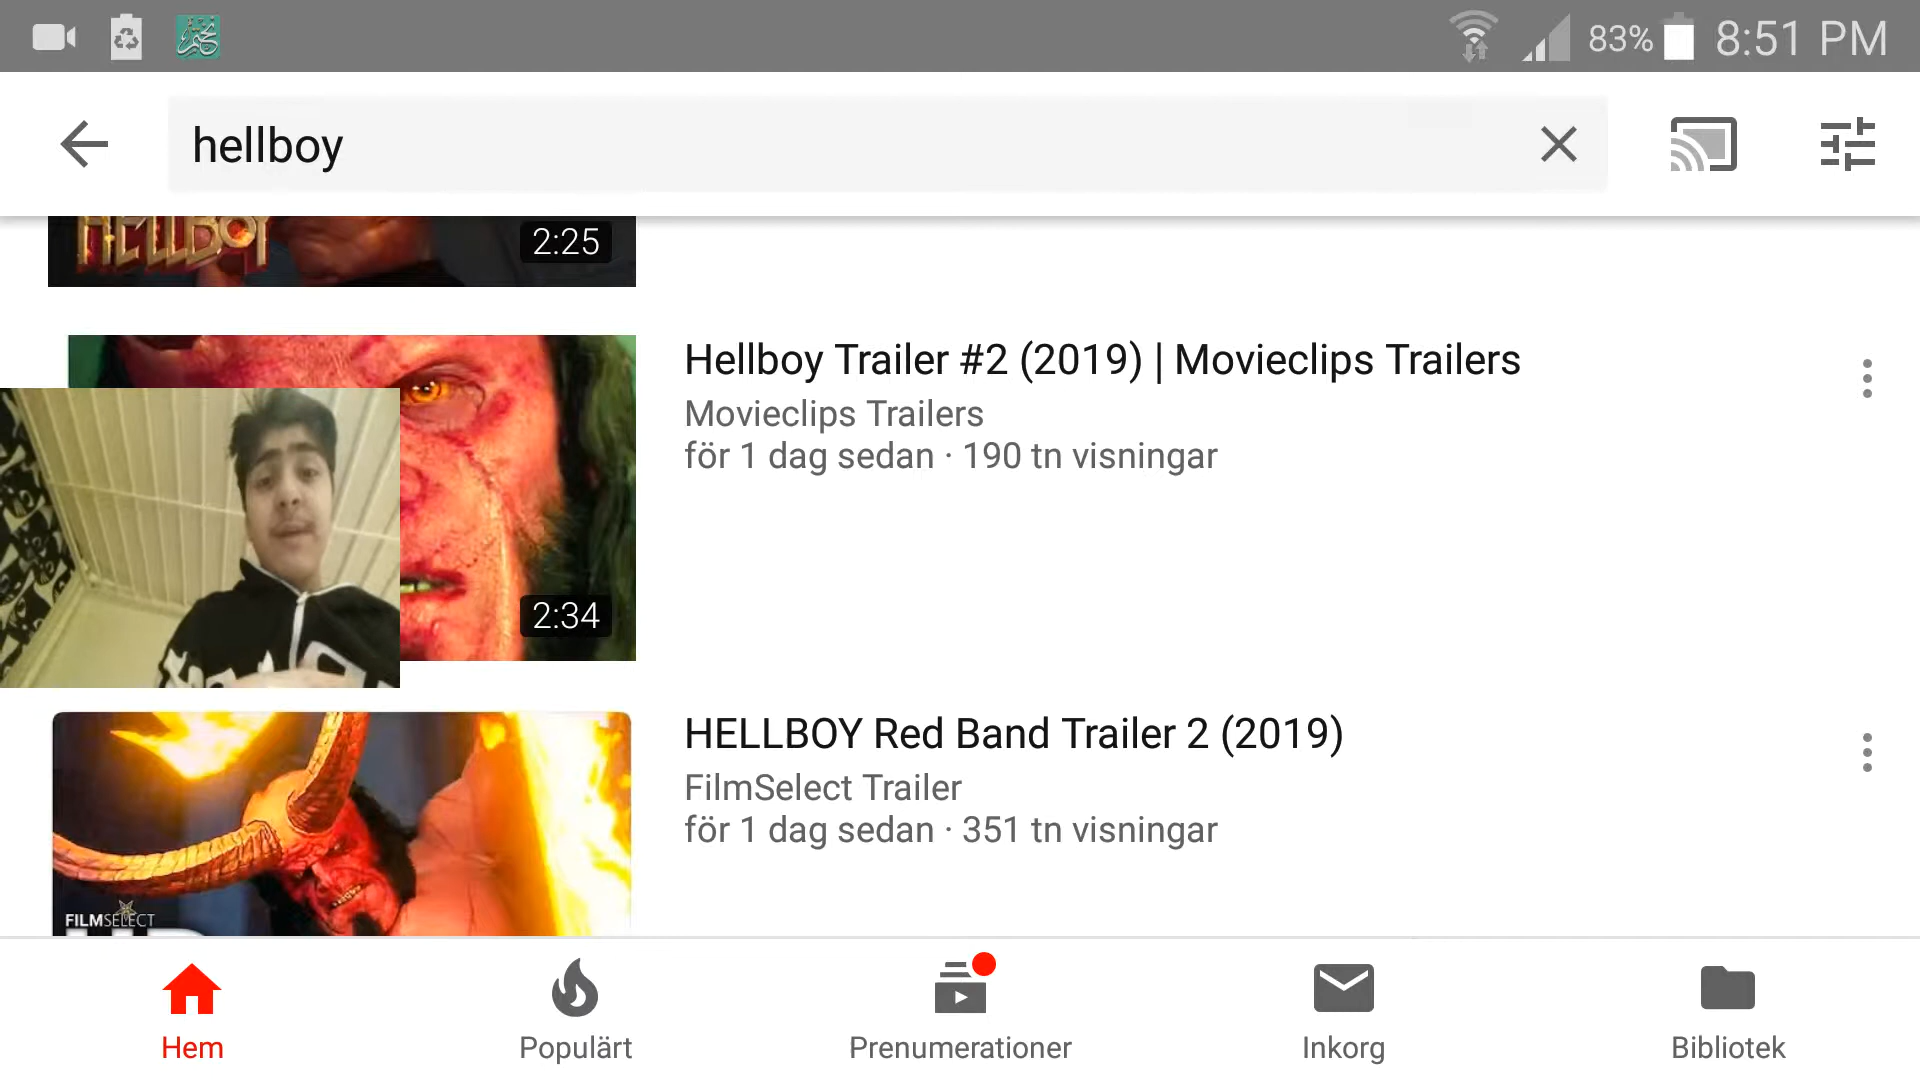 83% 8:51 PM
hellboy
HELLBOY
2:25
Hellboy Trailer #2 (2019) | Movieclips Trailers
Movieclips Trailers
för 1 dag sedan · 190 tn visningar
2:34
HELLBOY Red Band Trailer 2 (2019)
FilmSelect Trailer
för 1 dag sedan · 351 tn visningar
FILMSELECT
Hem
Populärt
Prenumerationer
Inkorg
Bibliotek